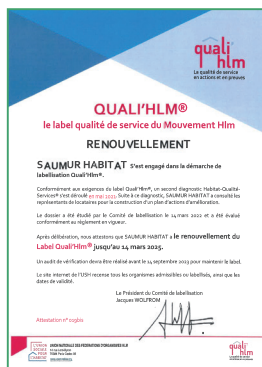 quali
hlm
La qualité de service
en actions et en preuves
QUALI'HLM®
le label qualité de service du Mouvement Hlm
RENOUVELLEMENT
SAUMUR HABITAT s'est engagé dans la démarche de
labellisation Quali'Hlm®.
Conformément aux exigences du label Quali'Hlm®, un second diagnostic Habitat-Qualité-
Services® s'est déroulé en mai 2021. Suite à ce diagnostic, SAUMUR HABITAT a consulté les
représentants de locataires pour la construction d'un plan d'actions d'amélioration.
Le dossier a été étudié par le Comité de labellisation le 14 mars 2022 et a été évalué
conformément au règlement en vigueur.
Après délibération, nous attestons que SAUMUR HABITAT a le renouvellement du
Label Quali'Hlm® jusqu'au 14 mars 2025.
Un audit de vérification devra être réalisé avant le 14 septembre 2023 pour maintenir le label.
Le site internet de l'USH recense tous les organismes admissibles ou labellisés, ainsi que les
dates de validité.
Le Président du Comité de labellisation
Jacques WOLFROM
Attestation n°
L'UNION
SOCIALE
POUR
L'HABITAT
UNION NATIONALE DES FÉDÉRATIONS D'ORGANISMES HLM
quali
hlm